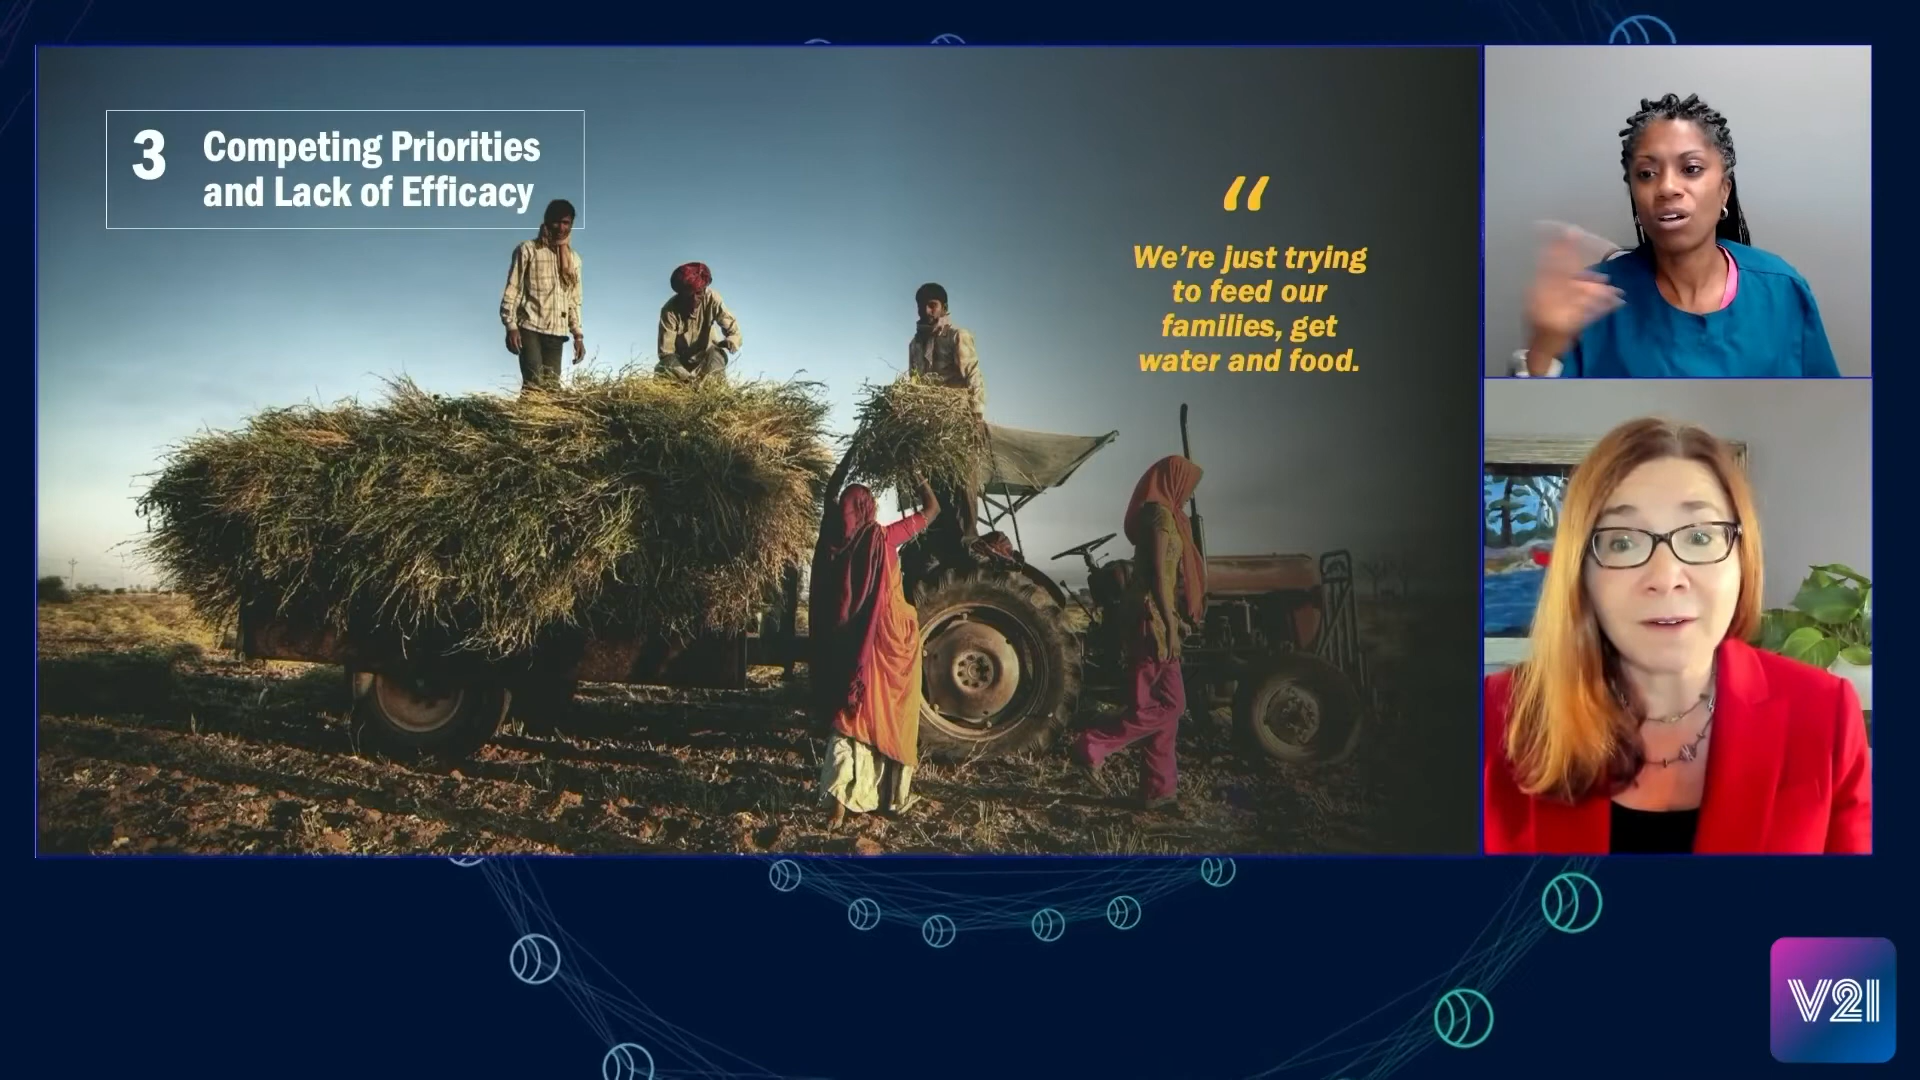 3 Competing Priorities
and Lack of Efficacy
“
We’re just trying
to feed our
families, get
water and food.
V21